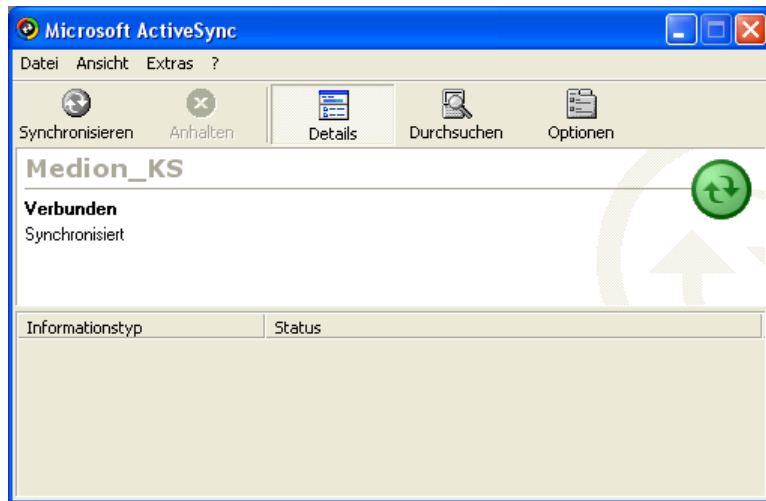 Microsoft ActiveSync
Datei Ansicht Extras ?
Synchronisieren Anhalten Details Durchsuchen Optionen
Medion_KS
Verbunden
Synchronisiert
Informationstyp Status